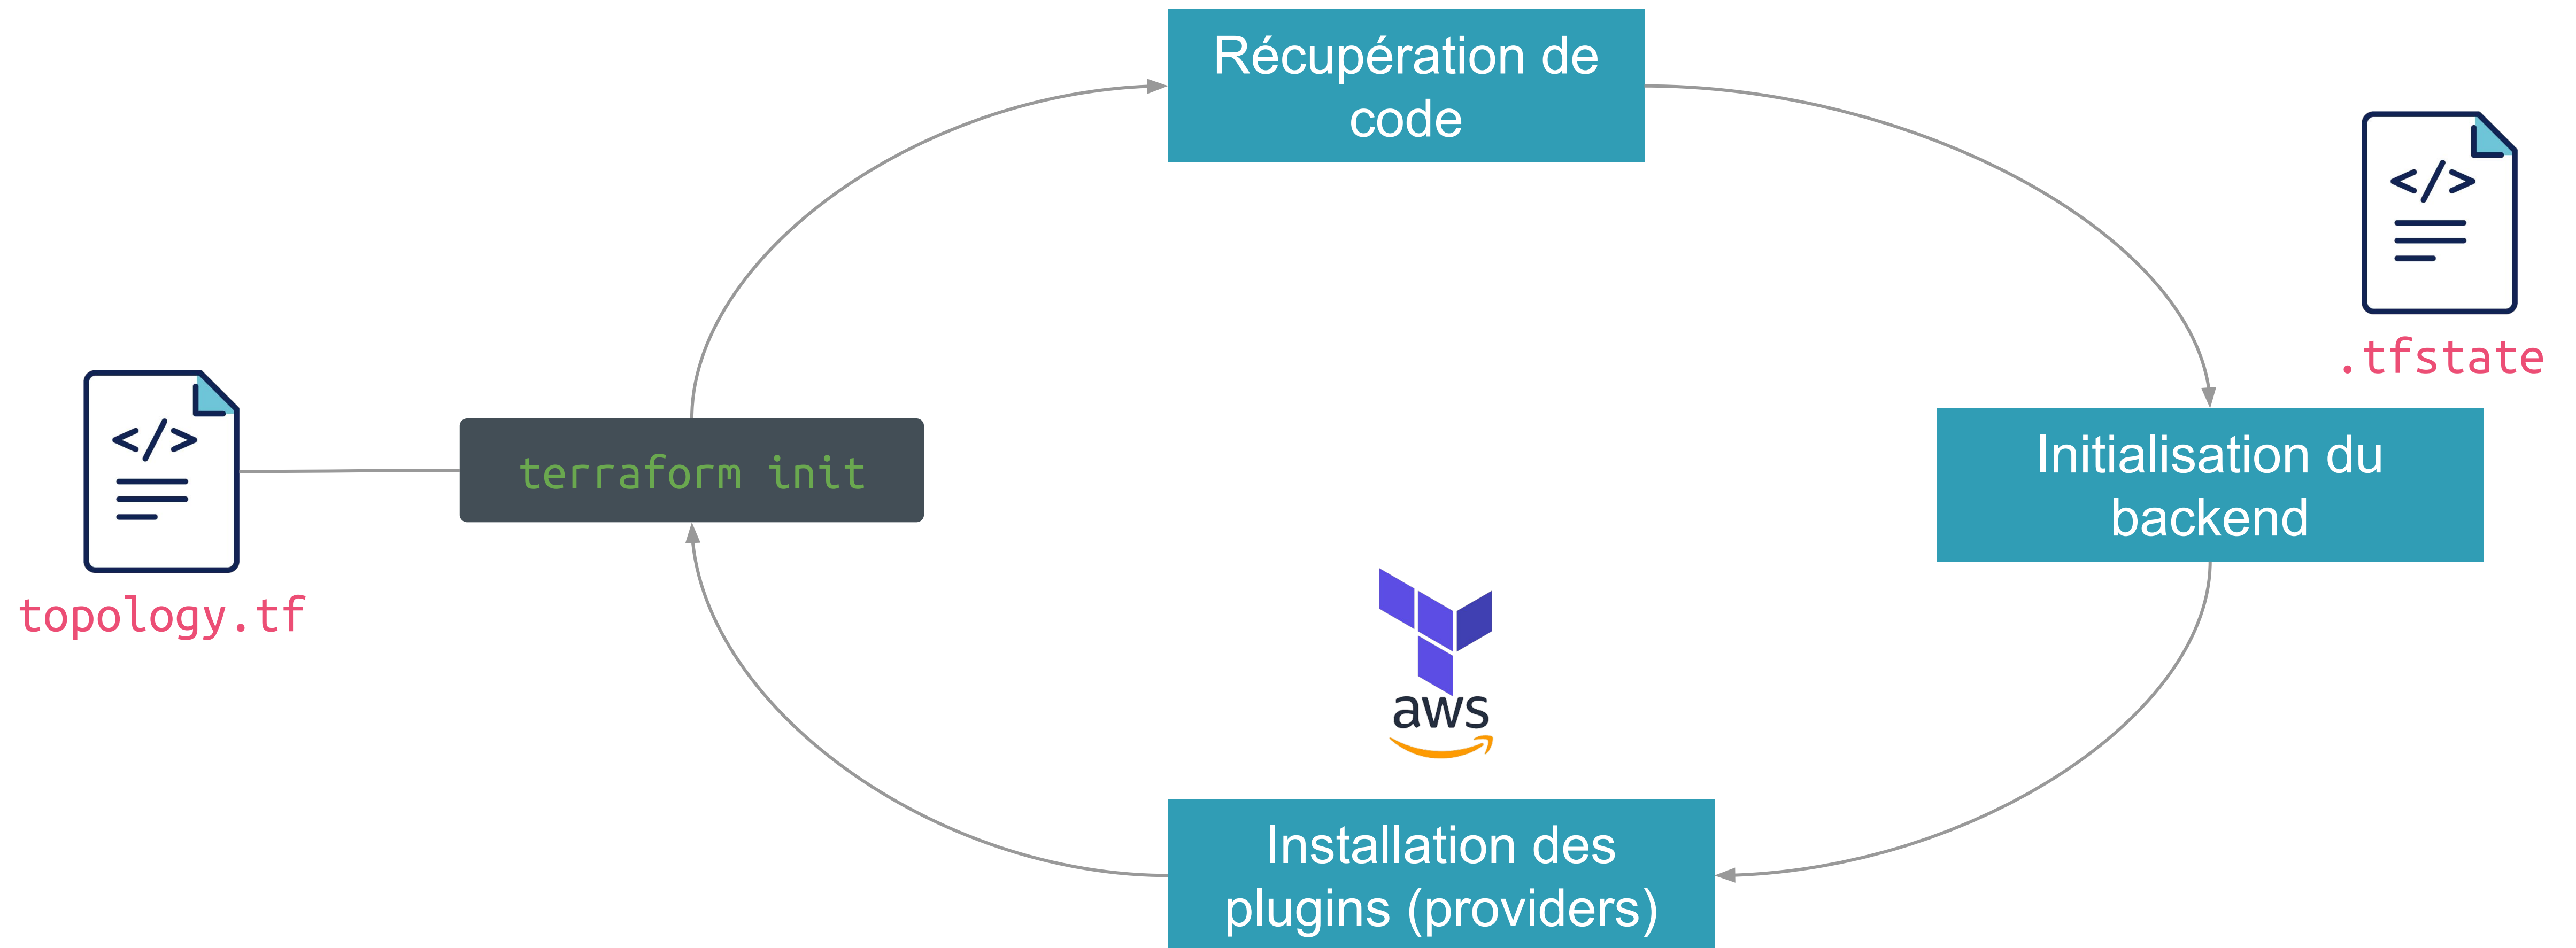 Récupération de
code
</>
.tfstate
</>
topology.tf
terraform init
Initialisation du
backend
aws
Installation des
plugins (providers)